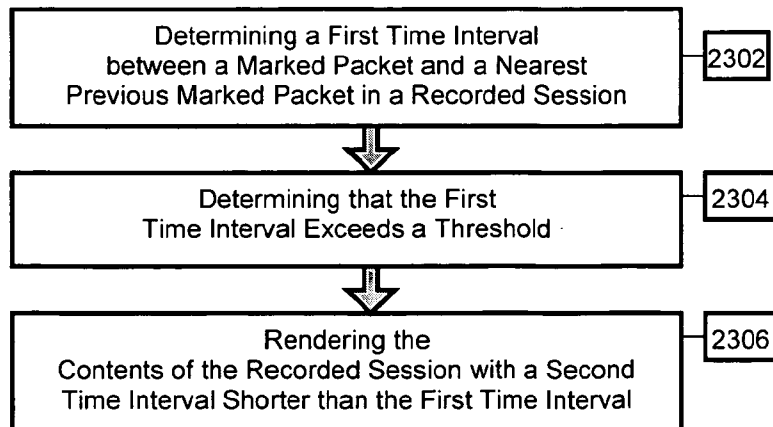 Determining a First Time Interval
between a Marked Packet and a Nearest
Previous Marked Packet in a Recorded Session
2302
Determining that the First
Time Interval Exceeds a Threshold
2304
Rendering the
Contents of the Recorded Session with a Second
Time Interval Shorter than the First Time Interval
2306